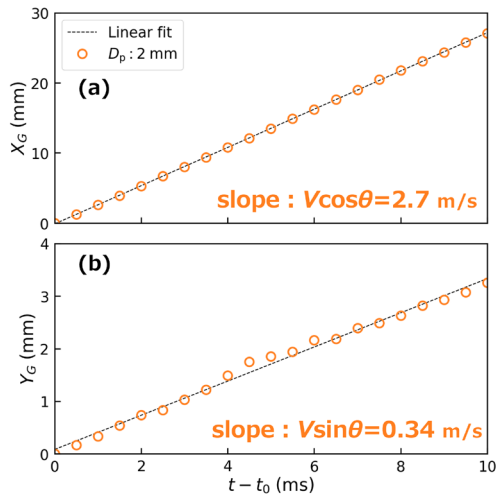 30
20
10
0
X_G (mm)
Linear fit
D_p : 2 mm
(a)
slope : Vcosθ=2.7 m/s
4
3
2
1
0
Y_G (mm)
(b)
slope : Vsinθ=0.34 m/s
0 2 4 6 8 10
t − t_0 (ms)